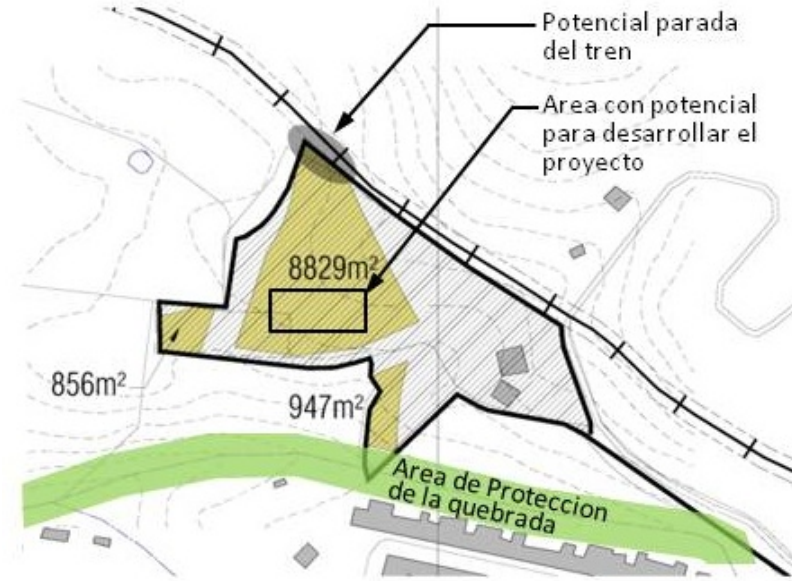 Potencial parada
del tren
Area con potencial
para desarrollar el
proyecto
8829m²
856m²
947m²
Area de Proteccion
de la quebrada